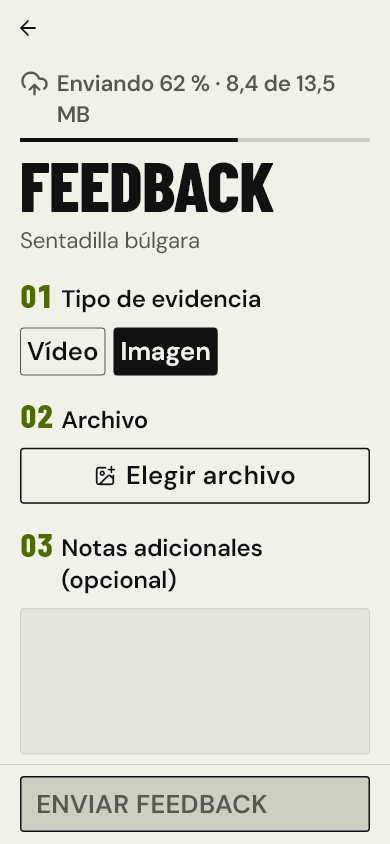 Enviando 62 % · 8,4 de 13,5
MB
FEEDBACK
Sentadilla búlgara
01 Tipo de evidencia
Vídeo Imagen
02 Archivo
Elegir archivo
03 Notas adicionales
(opcional)
ENVIAR FEEDBACK